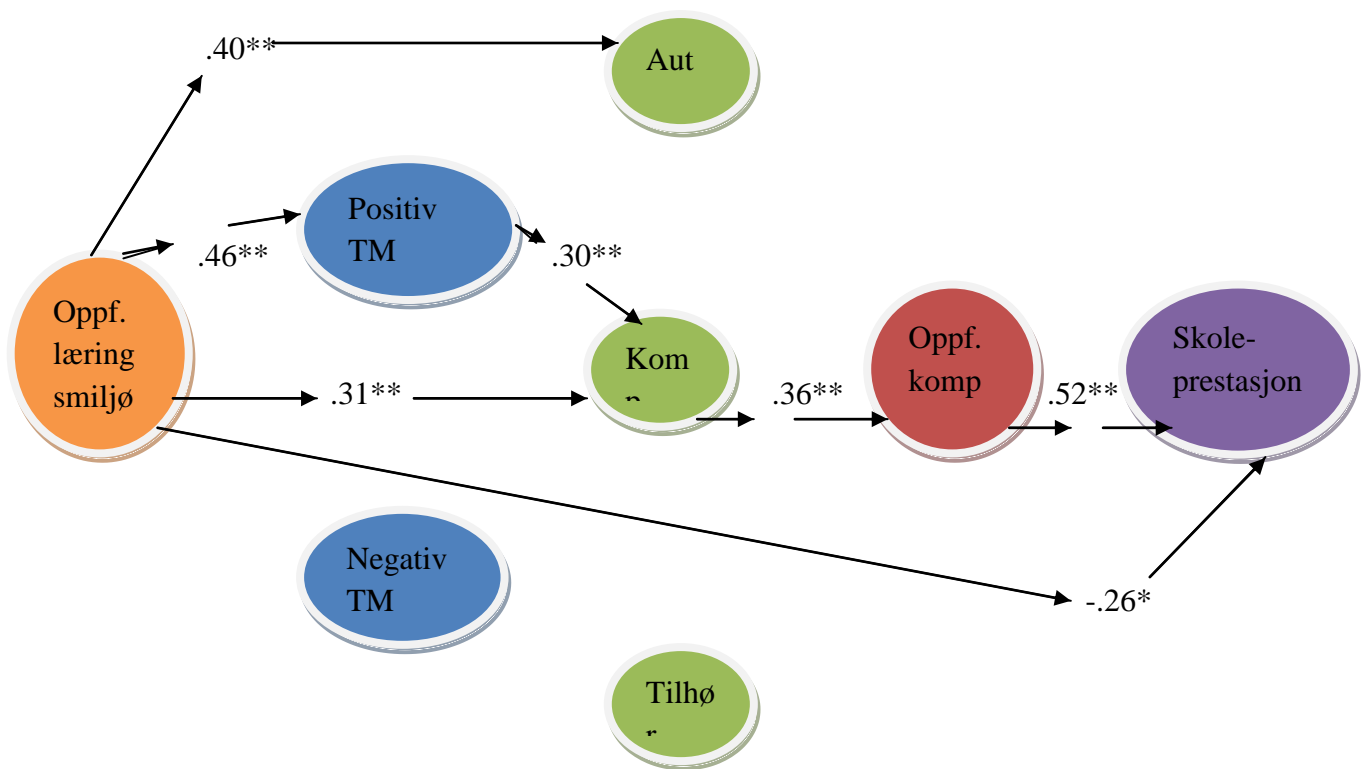 .40**
Aut
Positiv
TM
.46**
.30**
Oppf.
læring
smiljø
.31**
Kom
.36**
Oppf.
komp
.52**
Skole-
prestasjon
Negativ
TM
-.26*
Tilhø